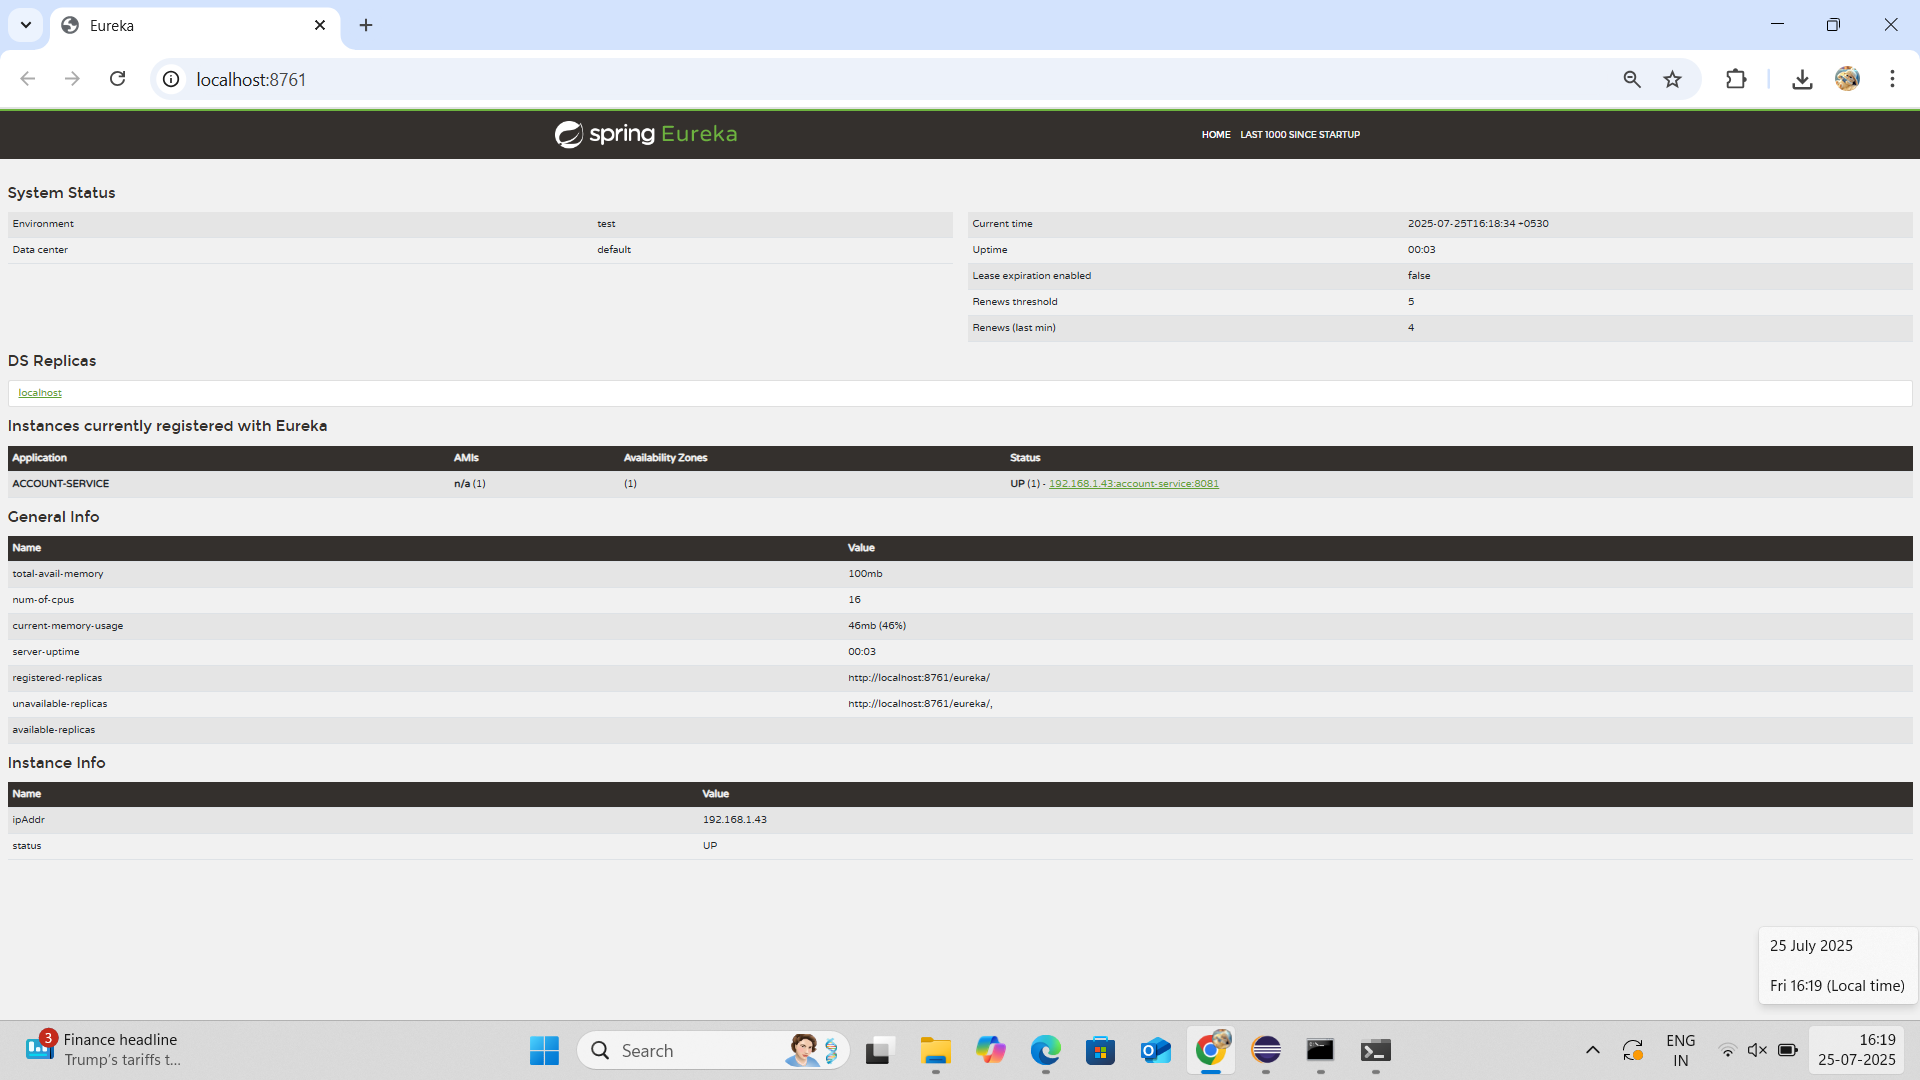 Eureka
localhost:8761
spring Eureka
HOME LAST 1000 SINCE STARTUP
System Status
Environment test
Data center default
Current time 2025-07-25T16:18:34 +0530
Uptime 00:03
Lease expiration enabled false
Renews threshold 5
Renews (last min) 4
DS Replicas
localhost
Instances currently registered with Eureka
Application AMIs Availability Zones Status
ACCOUNT-SERVICE n/a (1) (1) UP (1) - 192.168.1.43:account-service:8081
General Info
Name Value
total-avail-memory 100mb
num-of-cpus 16
current-memory-usage 46mb (46%)
server-uptime 00:03
registered-replicas http://localhost:8761/eureka/
unavailable-replicas http://localhost:8761/eureka/,
available-replicas
Instance Info
Name Value
ipAddr 192.168.1.43
status UP
25 July 2025
Fri 16:19 (Local time)
3
Finance headline
Trump's tariffs t...
Search
ENG
IN
16:19
25-07-2025